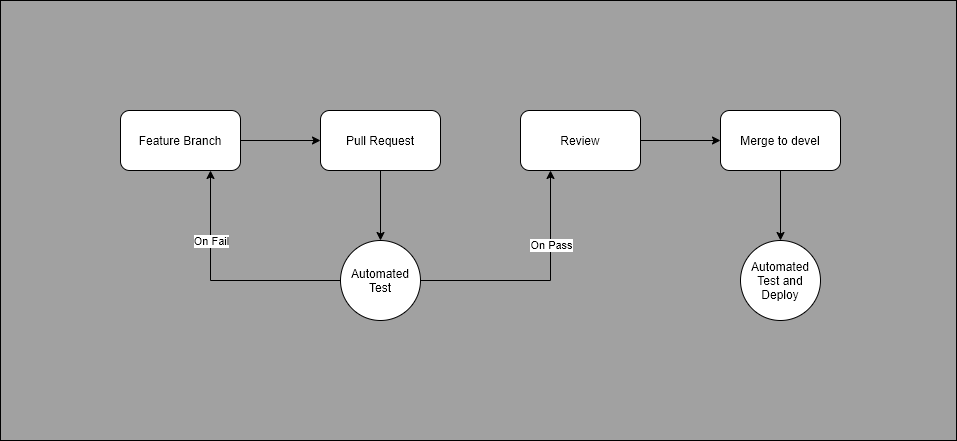 Feature Branch
Pull Request
Review
Merge to devel
On Fail
On Pass
Automated
Test
Automated
Test and
Deploy